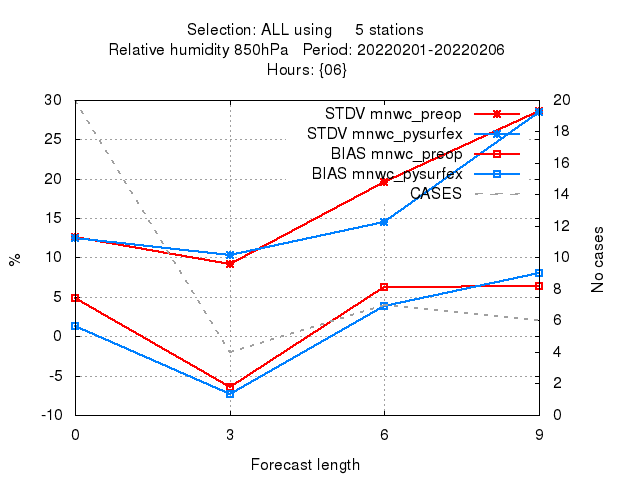 Selection: ALL using 5 stations
Relative humidity 850hPa Period: 20220201-20220206
Hours: {06}
STDV mnwc_preop
STDV mnwc_pysurfex
BIAS mnwc_preop
BIAS mnwc_pysurfex
CASES
30
25
20
15
10
5
0
-5
-10
%
20
18
16
14
12
10
8
6
4
2
0
No cases
0 3 6 9
Forecast length